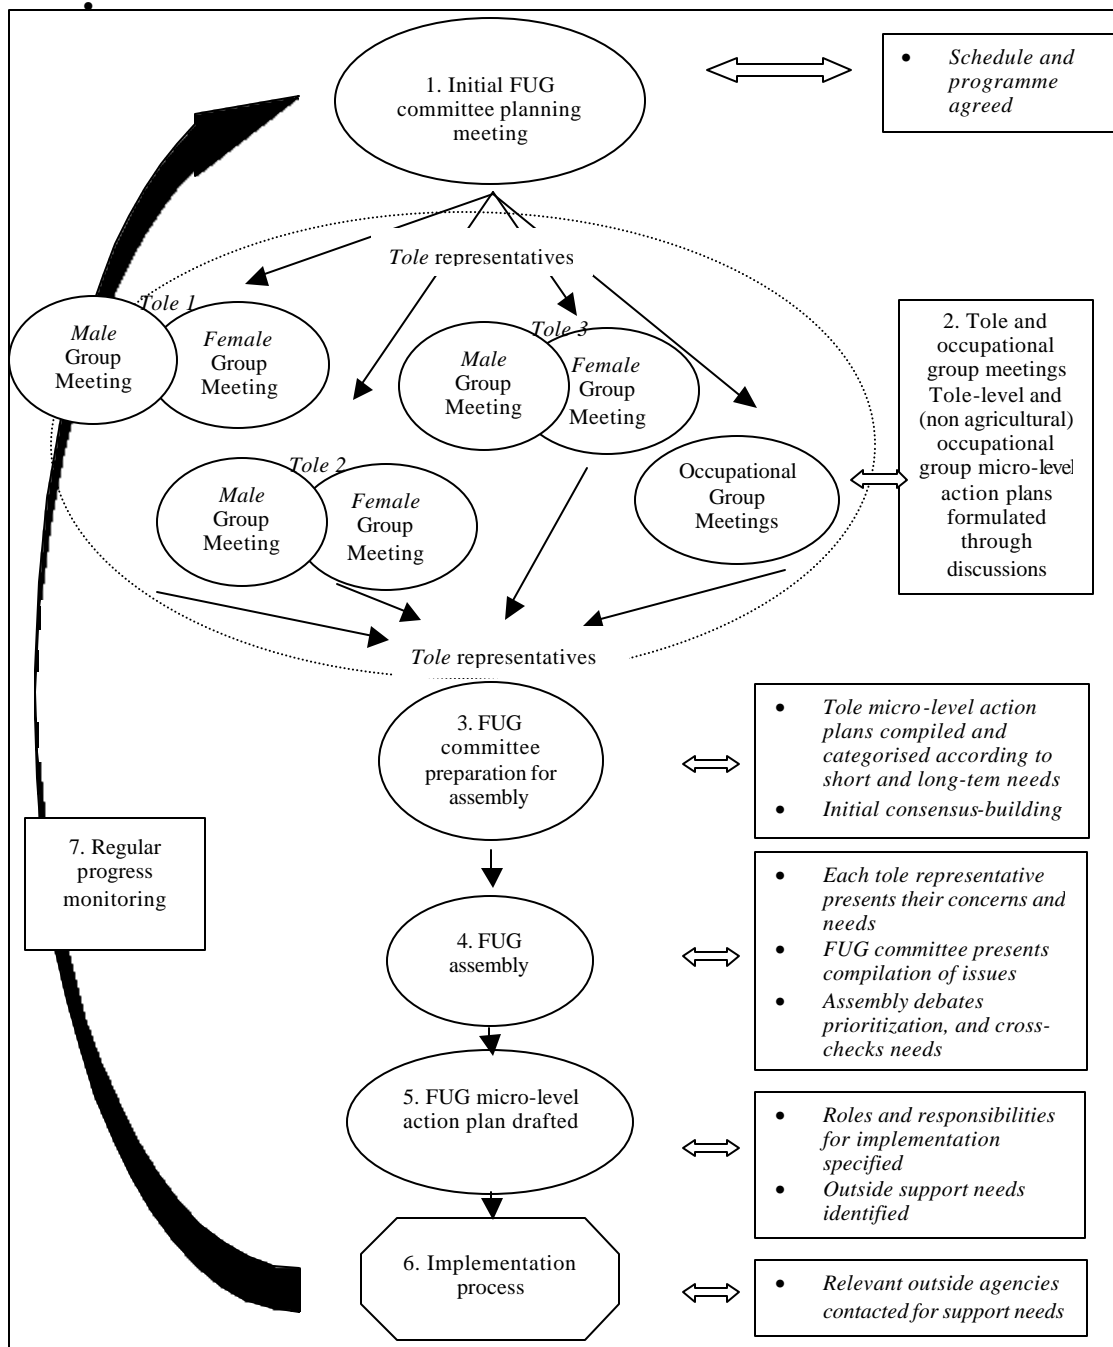 •
1. Initial FUG
committee planning
meeting
• Schedule and
programme
agreed
Tole representatives
Tole 1
Male
Group
Meeting
Female
Group
Meeting
Tole 3
Male
Group
Meeting
Female
Group
Meeting
Tole 2
Male
Group
Meeting
Female
Group
Meeting
Occupational
Group
Meetings
2. Tole and
occupational
group meetings
Tole-level and
(non agricultural)
occupational
group micro-level
action plans
formulated
through
discussions
Tole representatives
3. FUG
committee
preparation for
assembly
• Tole micro-level action
plans compiled and
categorised according to
short and long-tem needs
• Initial consensus-building
7. Regular
progress
monitoring
4. FUG
assembly
• Each tole representative
presents their concerns and
needs
• FUG committee presents
compilation of issues
• Assembly debates
prioritization, and cross-
checks needs
5. FUG micro-level
action plan drafted
• Roles and responsibilities
for implementation
specified
• Outside support needs
identified
6. Implementation
process
• Relevant outside agencies
contacted for support needs